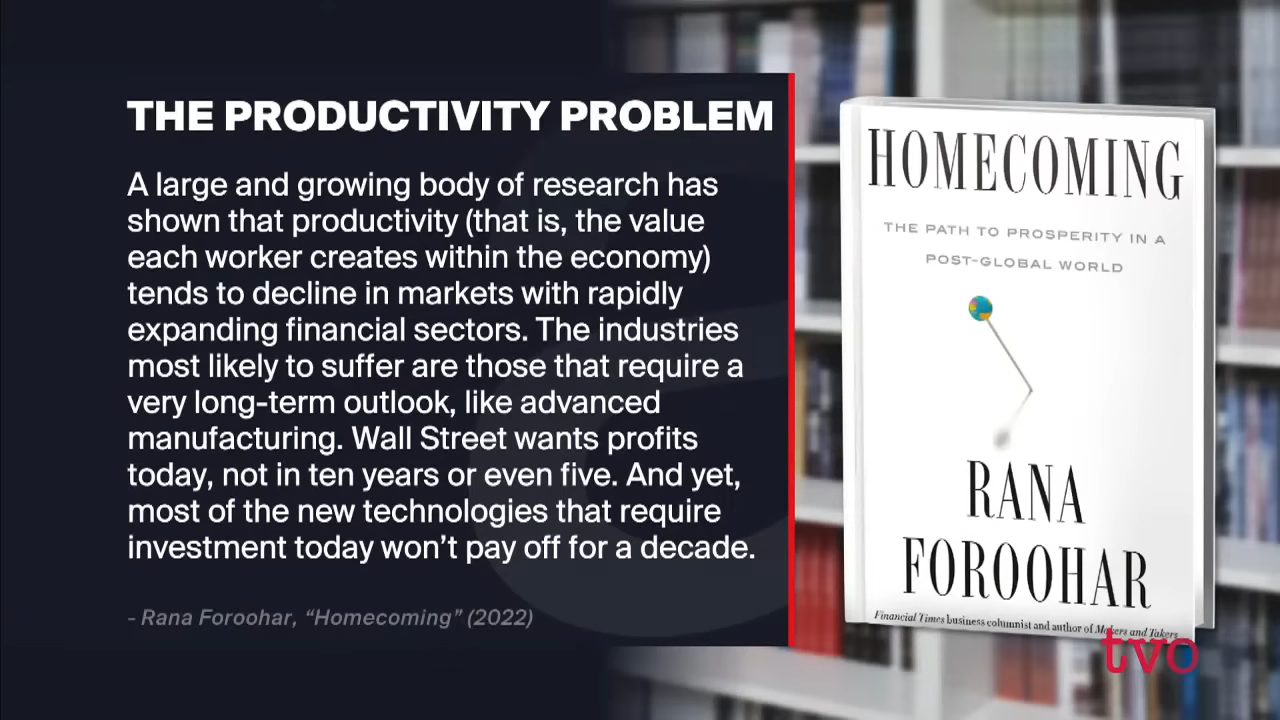 THE PRODUCTIVITY PROBLEM
A large and growing body of research has
shown that productivity (that is, the value
each worker creates within the economy)
tends to decline in markets with rapidly
expanding financial sectors. The industries
most likely to suffer are those that require a
very long-term outlook, like advanced
manufacturing. Wall Street wants profits
today, not in ten years or even five. And yet,
most of the new technologies that require
investment today won’t pay off for a decade.
- Rana Foroohar, “Homecoming” (2022)
HOMECOMING
THE PATH TO PROSPERITY IN A
POST-GLOBAL WORLD
RANA
FOROOHAR
Financial Times business columnist and author of Makers and Takers
tvo